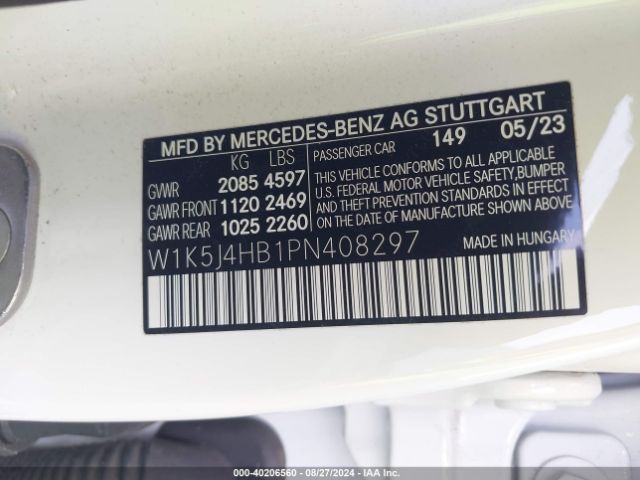 MFD BY MERCEDES-BENZ AG STUTTGART
KG LBS PASSENGER CAR 149 05/23
GVWR 2085 4597
GAWR FRONT 1120 2469
GAWR REAR 1025 2260
THIS VEHICLE CONFORMS TO ALL APPLICABLE
U.S. FEDERAL MOTOR VEHICLE SAFETY,BUMPER
AND THEFT PREVENTION STANDARDS IN EFFECT
ON THE DATE OF MANUFACTURE SHOWN ABOVE
W1K5J4HB1PN408297 MADE IN HUNGARY
000-40206560 - 08/27/2024 - IAA Inc.